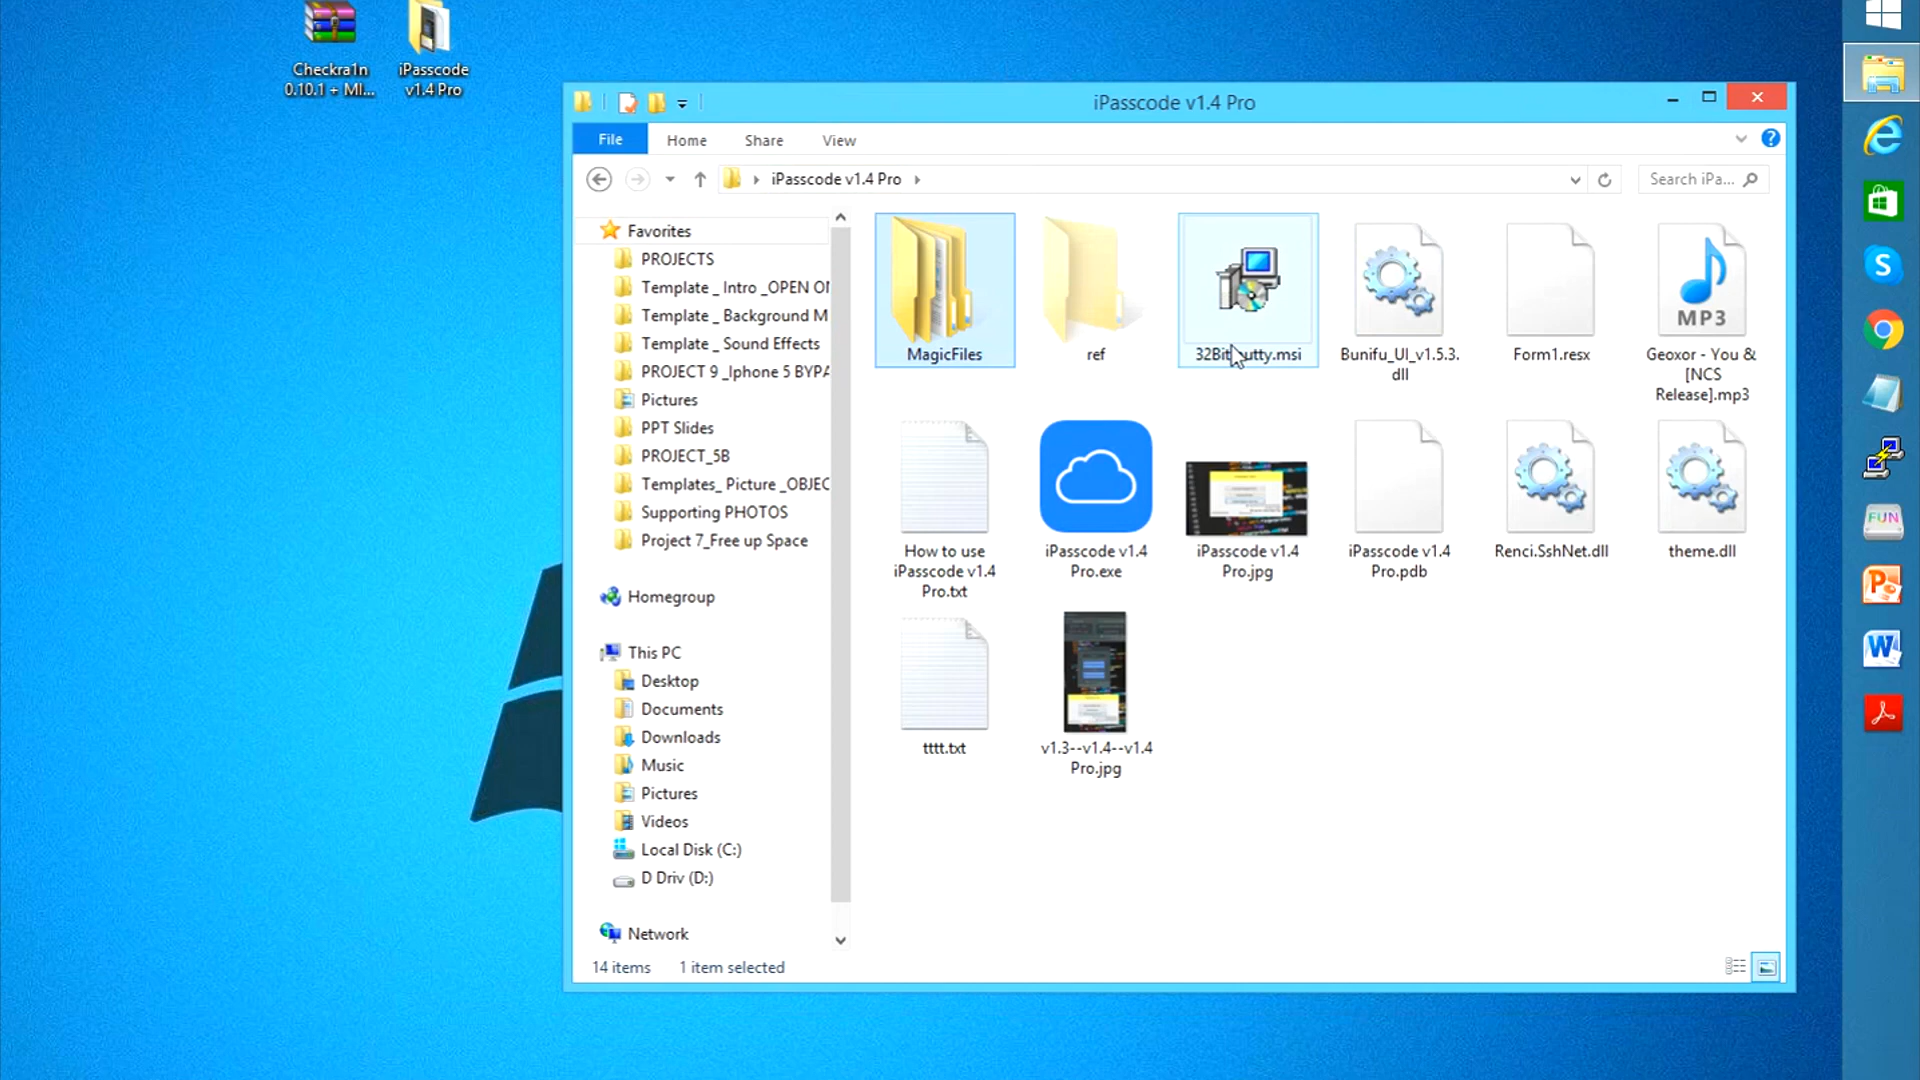 Checkra1n
0.10.1 + MI...
iPasscode
v1.4 Pro
iPasscode v1.4 Pro
File
Home
Share
View
iPasscode v1.4 Pro
Search iPa...
Favorites
PROJECTS
Template _ Intro _OPEN O
Template _ Background M
Template _ Sound Effects
PROJECT 9 _Iphone 5 BYPA
Pictures
PPT Slides
PROJECT_5B
Templates_ Picture _OBJEC
Supporting PHOTOS
Project 7_Free up Space
Homegroup
This PC
Desktop
Documents
Downloads
Music
Pictures
Videos
Local Disk (C:)
D Driv (D:)
Network
MagicFiles
ref
32Bit utty.msi
Bunifu_UI_v1.5.3.
dll
Form1.resx
MP3
Geoxor - You &
[NCS
Release].mp3
How to use
iPasscode v1.4
Pro.txt
iPasscode v1.4
Pro.exe
iPasscode v1.4
Pro.jpg
iPasscode v1.4
Pro.pdb
Renci.SshNet.dll
theme.dll
tttt.txt
v1.3--v1.4--v1.4
Pro.jpg
14 items
1 item selected
FUN